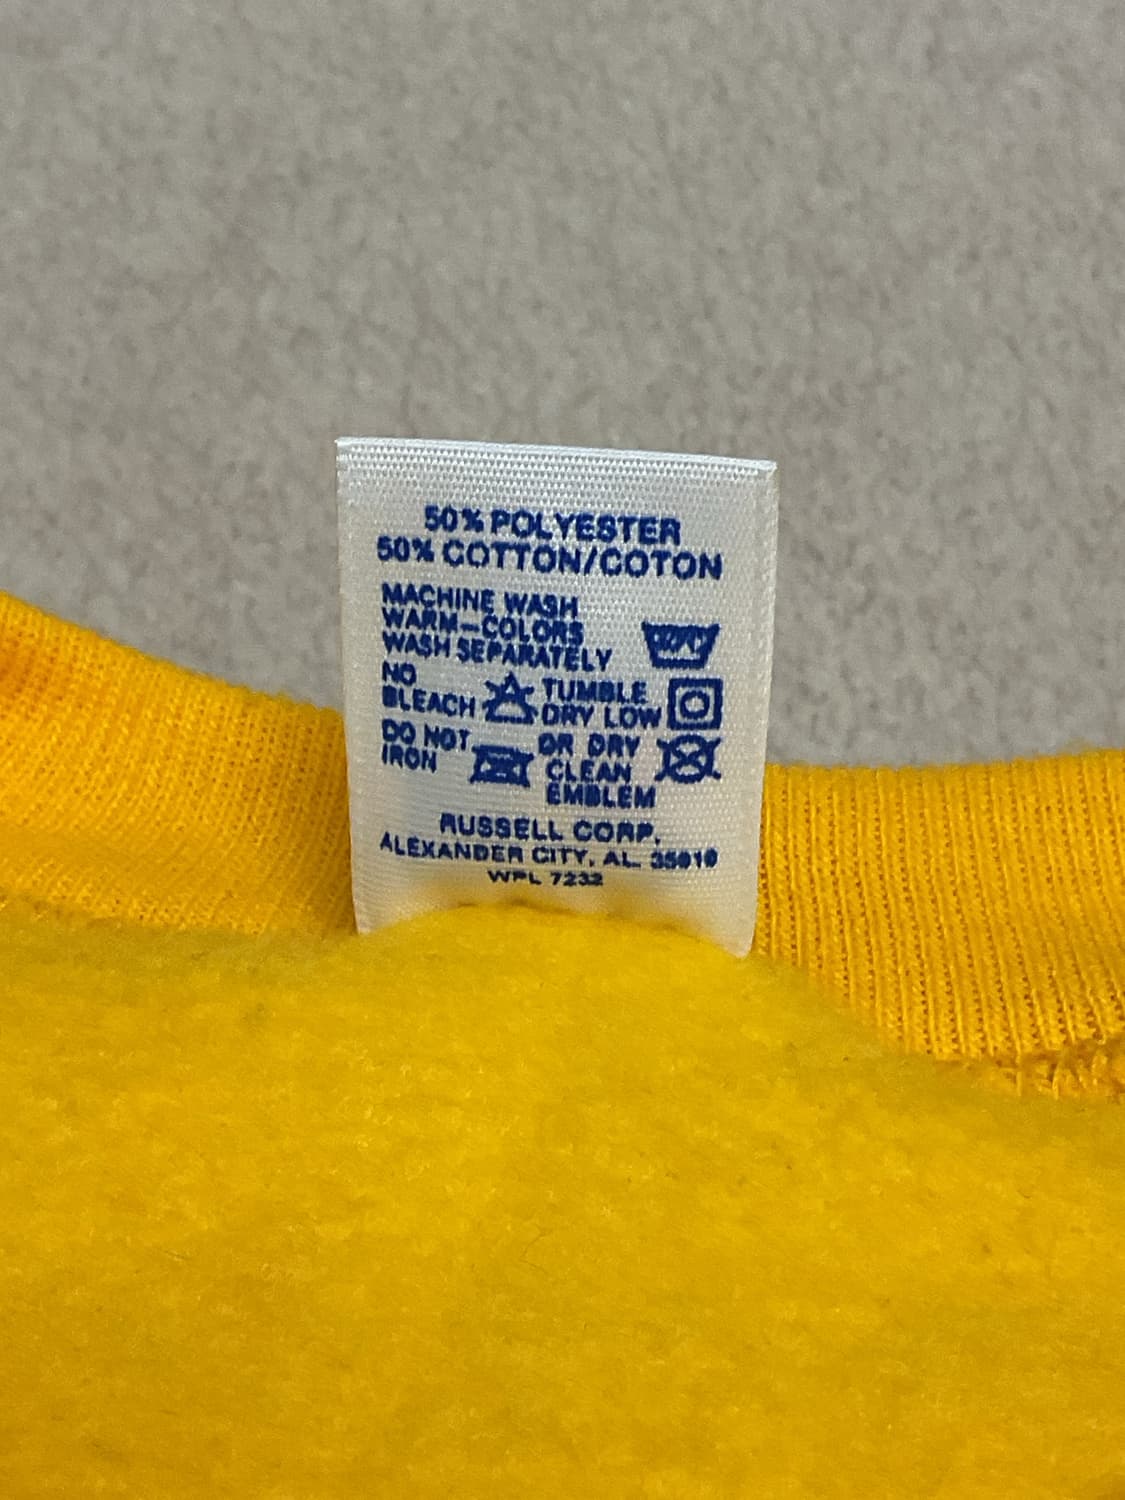 50% POLYESTER
50% COTTON/COTON
MACHINE WASH
WARM—COLORS
WASH SEPARATELY
NO
BLEACH
TUMBLE
DRY LOW
DO NOT
IRON
OR DRY
CLEAN
EMBLEM
RUSSELL CORP.
ALEXANDER CITY, AL. 35010
WPL 7232